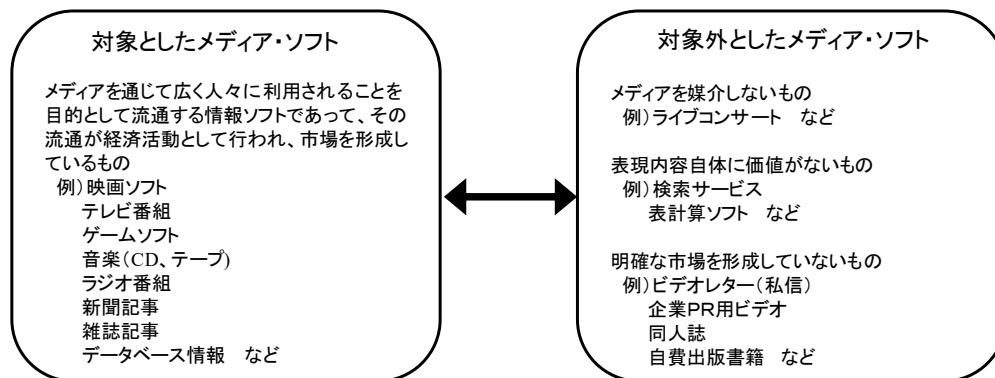 対象としたメディア・ソフト
メディアを通じて広く人々に利用されることを
目的として流通する情報ソフトであって、その
流通が経済活動として行われ、市場を形成し
ているもの
例）映画ソフト
テレビ番組
ゲームソフト
音楽（CD、テープ）
ラジオ番組
新聞記事
雑誌記事
データベース情報　など
対象外としたメディア・ソフト
メディアを媒介しないもの
例）ライブコンサート　など
表現内容自体に価値がないもの
例）検索サービス
表計算ソフト　など
明確な市場を形成していないもの
例）ビデオレター（私信）
企業PR用ビデオ
同人誌
自費出版書籍　など